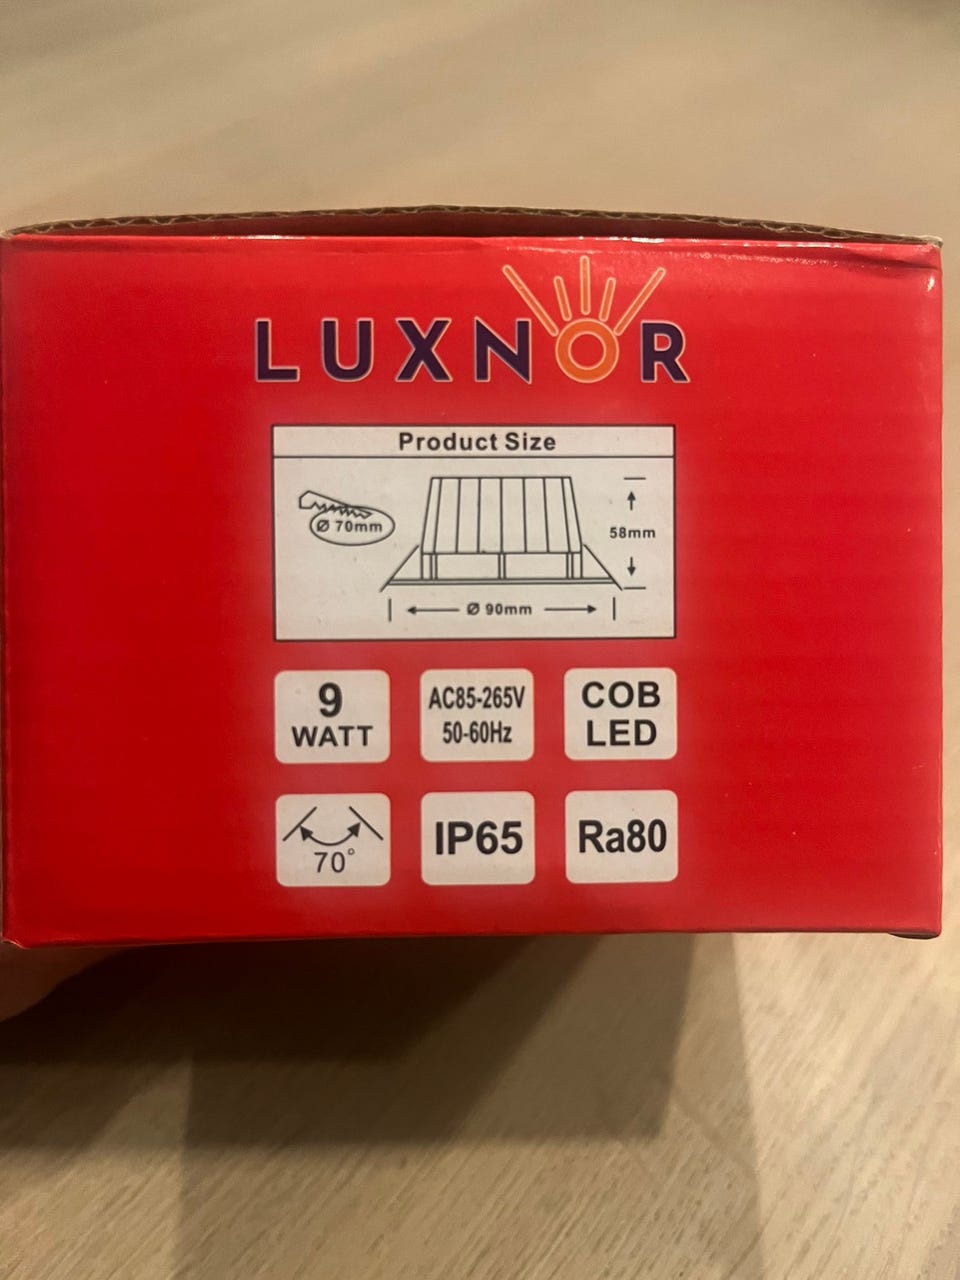 LUXNOR
Product Size
Ø 70mm
58mm
Ø 90mm
9
WATT
AC85-265V
50-60Hz
COB
LED
70°
IP65
Ra80